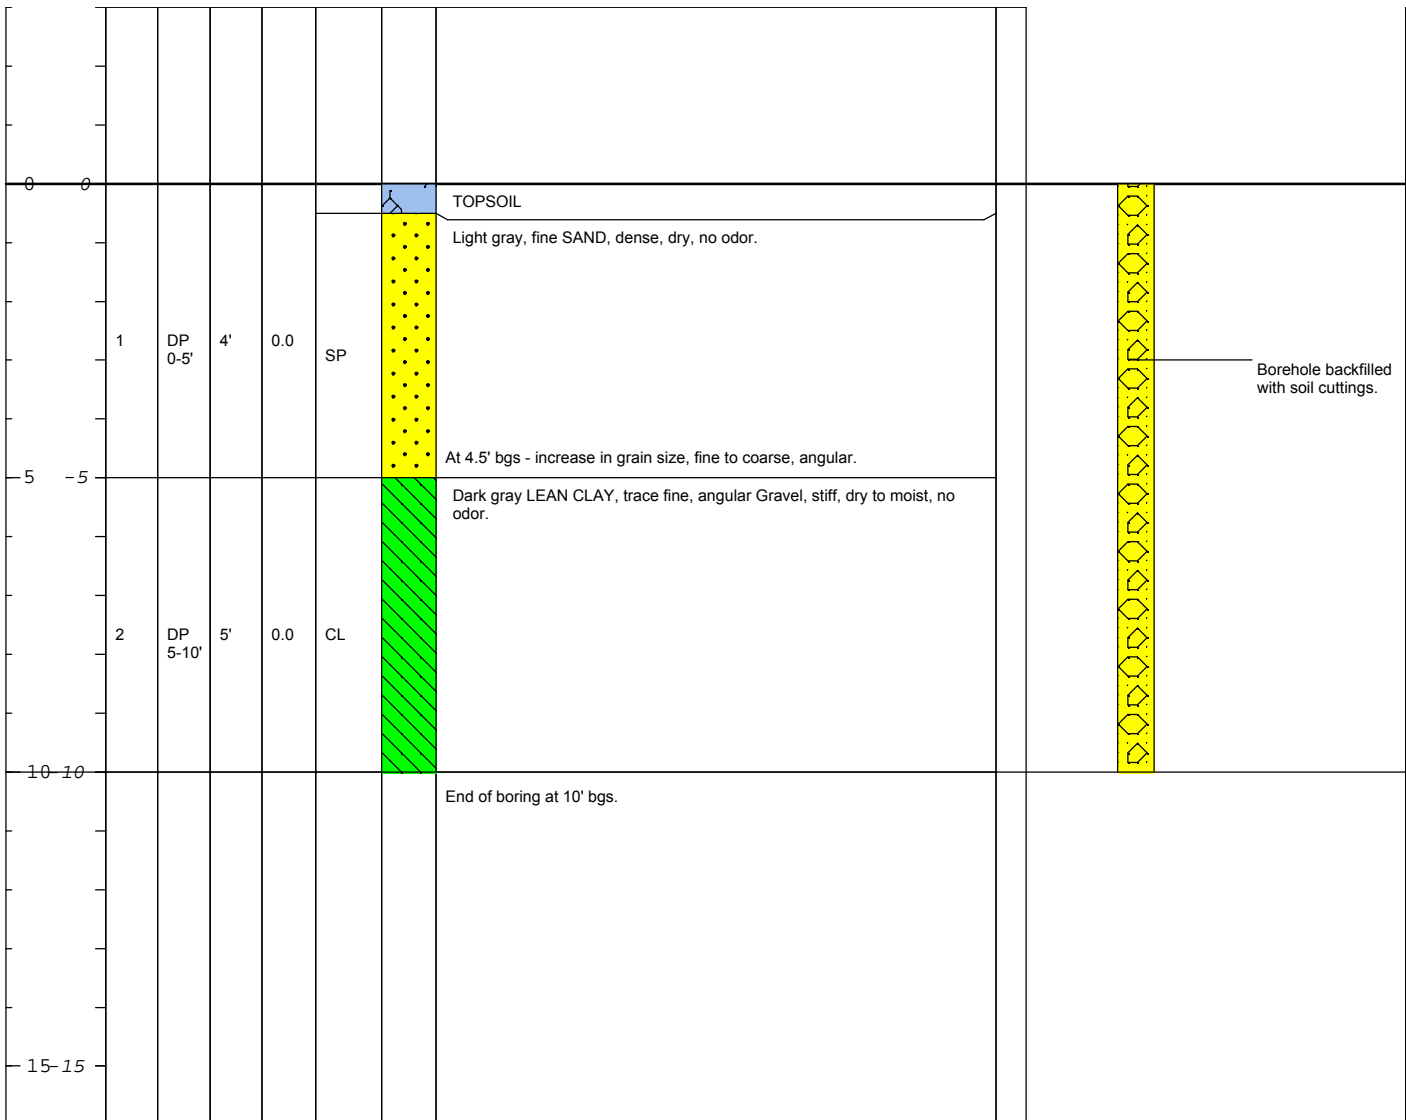 0 0
TOPSOIL
Light gray, fine SAND, dense, dry, no odor.
1
DP
0-5'
4'
0.0
SP
Borehole backfilled
with soil cuttings.
At 4.5' bgs - increase in grain size, fine to coarse, angular.
5 -5
Dark gray LEAN CLAY, trace fine, angular Gravel, stiff, dry to moist, no
odor.
2
DP
5-10'
5'
0.0
CL
10 -10
End of boring at 10' bgs.
15 -15